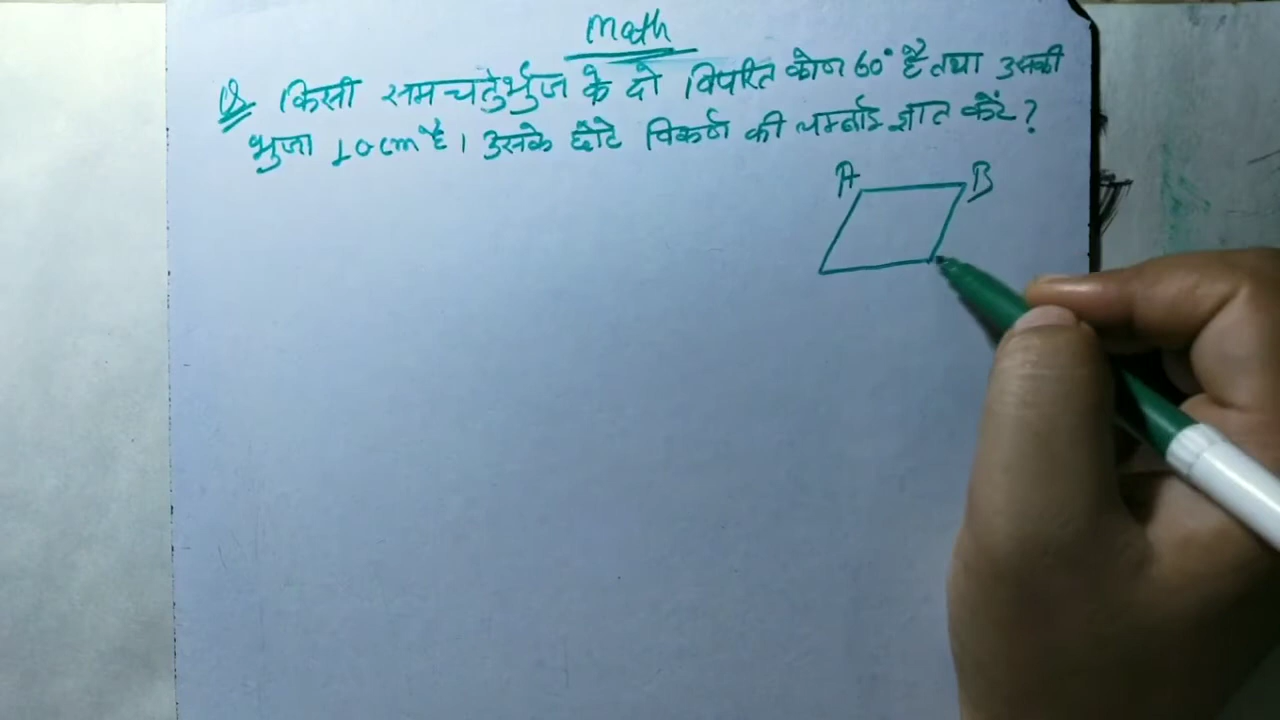 Math
Q किसी समचतुर्भुज के दो विपरित कोण 60° है तथा उसकी
भुजा 10cm है। उसके छोटे विकर्ण की लम्बाई ज्ञात करें?
A B